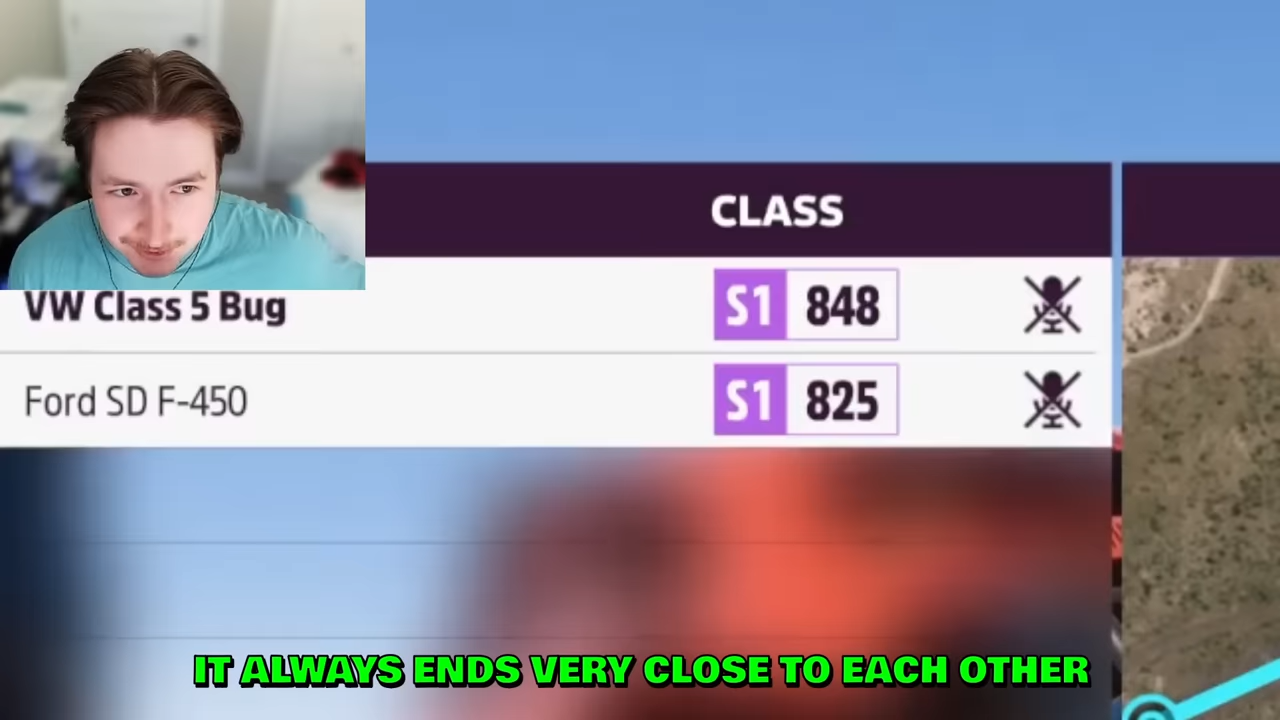 CLASS
VW Class 5 Bug S1 848
Ford SD F-450 S1 825
IT ALWAYS ENDS VERY CLOSE TO EACH OTHER